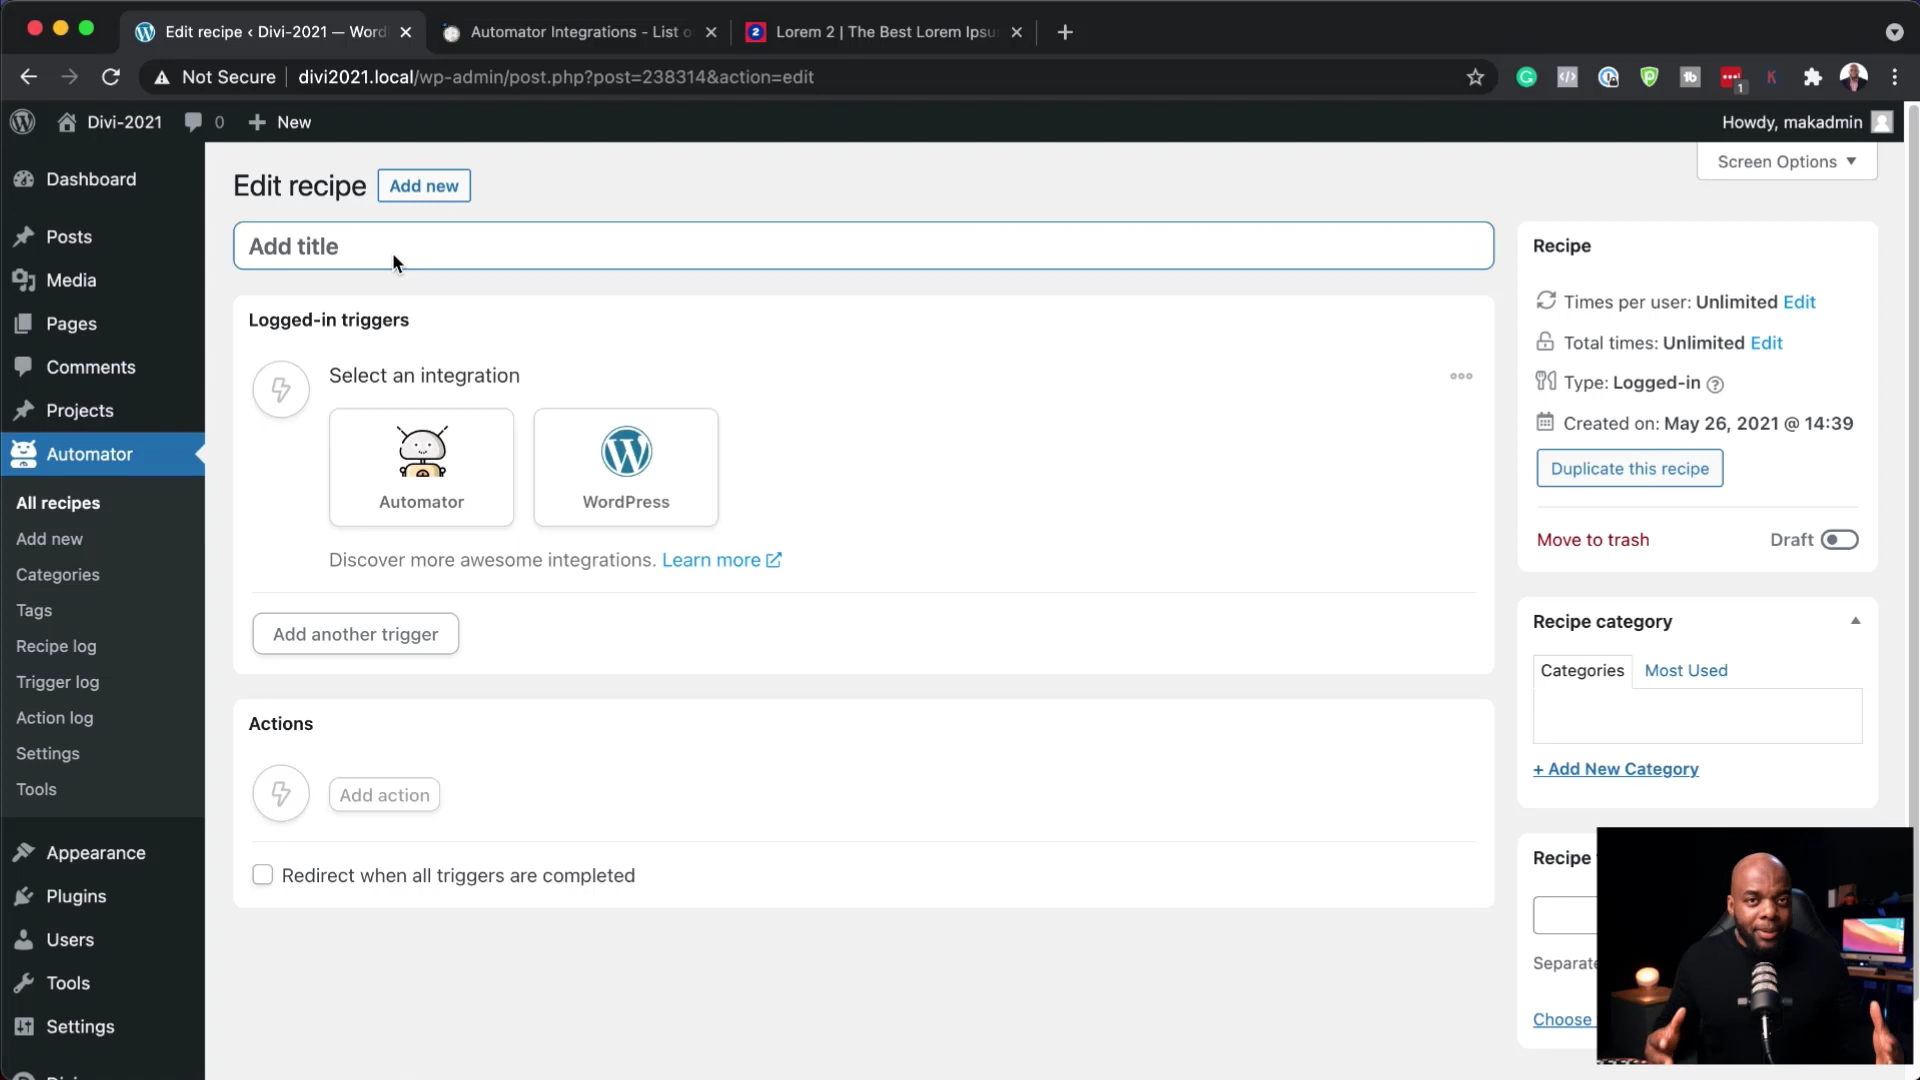 Edit recipe ‹ Divi-2021 — Word
Automator Integrations - List o
Lorem 2 | The Best Lorem Ipsu
Not Secure
divi2021.local/wp-admin/post.php?post=238314&action=edit
1
Divi-2021
0
New
Howdy, makadmin
Screen Options
Dashboard
Posts
Media
Pages
Comments
Projects
Automator
All recipes
Add new
Categories
Tags
Recipe log
Trigger log
Action log
Settings
Tools
Appearance
Plugins
Users
Tools
Settings
Edit recipe
Add new
Add title
Logged-in triggers
Select an integration
Automator
WordPress
Discover more awesome integrations. Learn more
Add another trigger
Actions
Add action
Redirect when all triggers are completed
Recipe
Times per user: Unlimited Edit
Total times: Unlimited Edit
Type: Logged-in
Created on: May 26, 2021 @ 14:39
Duplicate this recipe
Move to trash
Draft
Recipe category
Categories
Most Used
+ Add New Category
Recipe
Separate
Choose